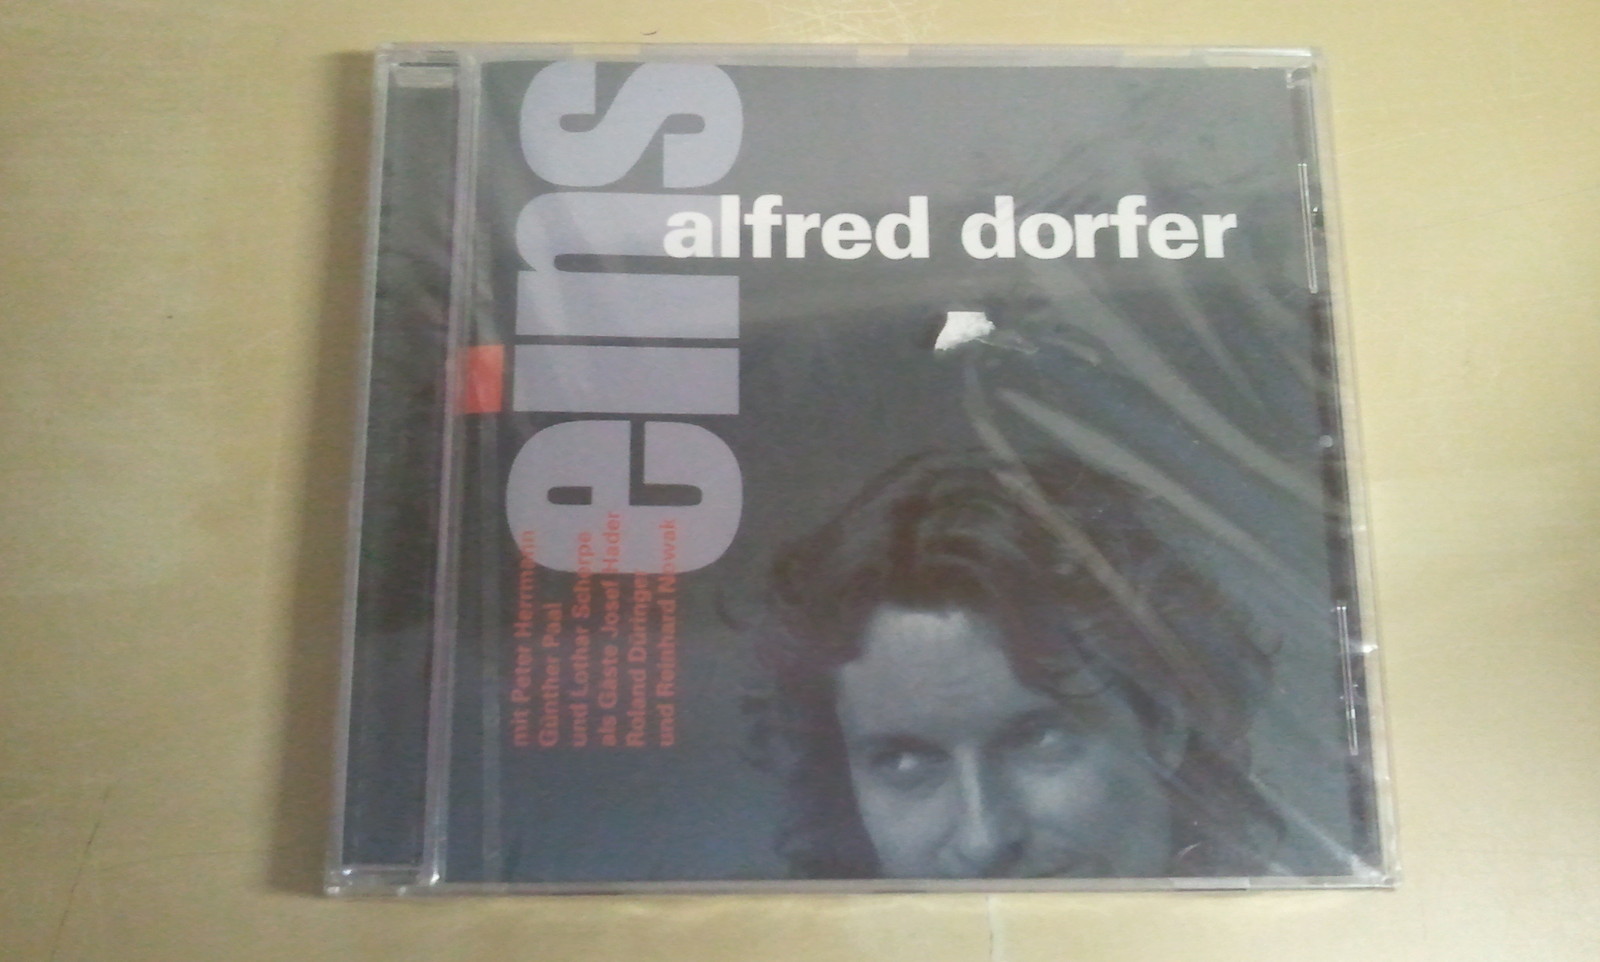 eins
alfred dorfer
mit Peter Hermann
Günther Paal
und Lothar Scherpe
als Gäste Josef Hader
Roland Düringer
und Reinhard Nowak